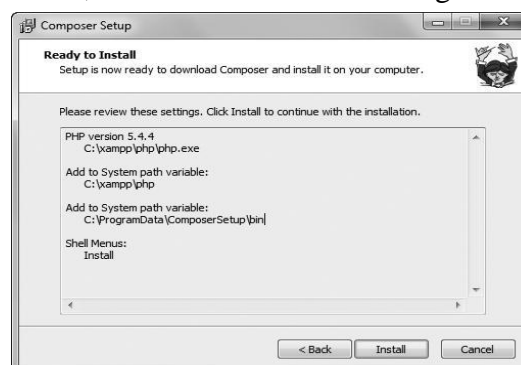 Composer Setup
Ready to Install
Setup is now ready to download Composer and install it on your computer.
Please review these settings. Click Install to continue with the installation.
PHP version 5.4.4
C:\xampp\php\php.exe
Add to System path variable:
C:\xampp\php
Add to System path variable:
C:\ProgramData\ComposerSetup\bin
Shell Menus:
Install
< Back
Install
Cancel